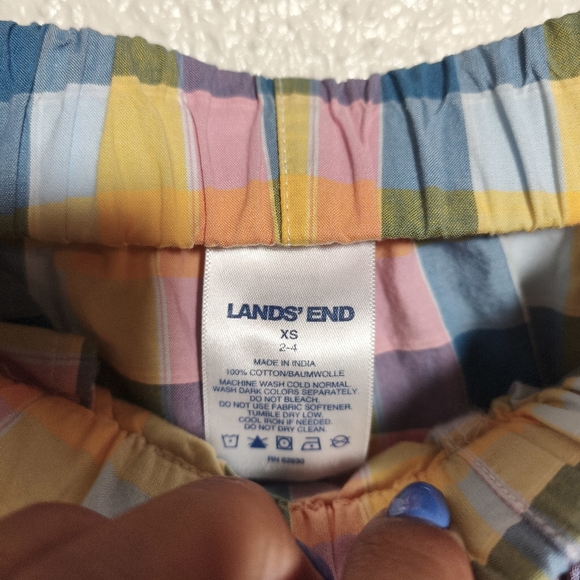 LANDS' END
XS
2-4
MADE IN INDIA
100% COTTON/BAUMWOLLE
MACHINE WASH COLD NORMAL.
WASH DARK COLORS SEPARATELY.
DO NOT BLEACH.
DO NOT USE FABRIC SOFTENER.
TUMBLE DRY LOW.
COOL IRON IF NEEDED.
DO NOT DRY CLEAN.
RN 62930